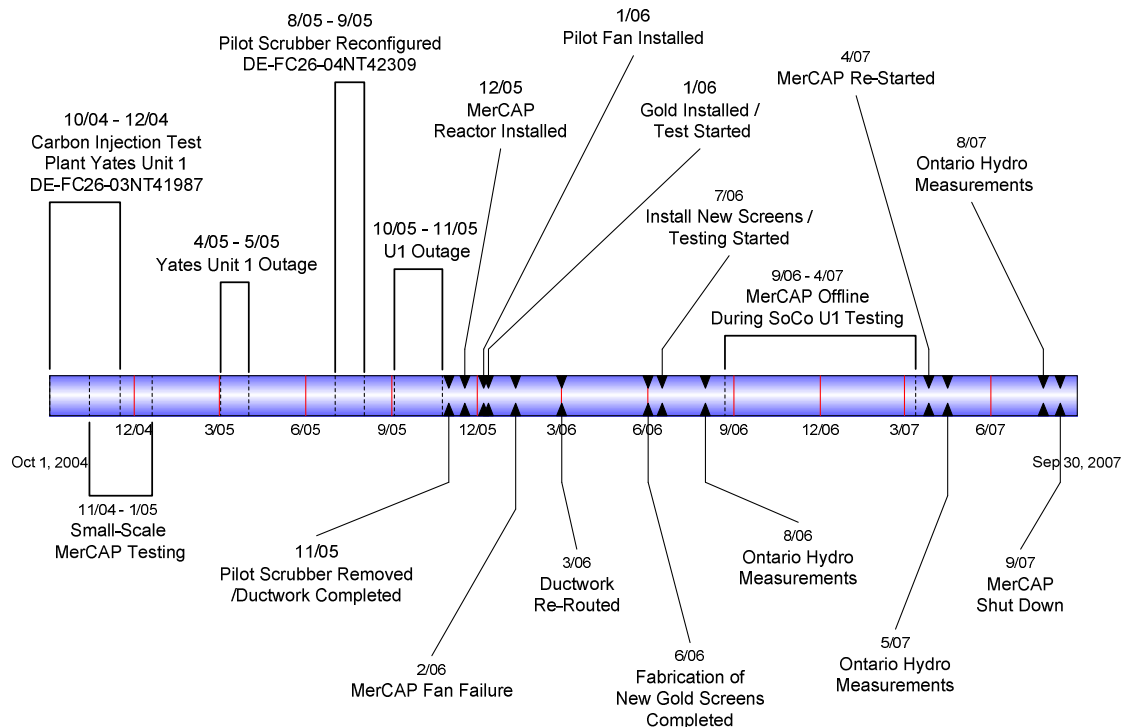 10/04 - 12/04
Carbon Injection Test
Plant Yates Unit 1
DE-FC26-03NT41987
4/05 - 5/05
Yates Unit 1 Outage
8/05 - 9/05
Pilot Scrubber Reconfigured
DE-FC26-04NT42309
10/05 - 11/05
U1 Outage
12/05
MerCAP
Reactor Installed
1/06
Pilot Fan Installed
1/06
Gold Installed /
Test Started
7/06
Install New Screens /
Testing Started
9/06 - 4/07
MerCAP Offline
During SoCo U1 Testing
4/07
MerCAP Re-Started
8/07
Ontario Hydro
Measurements
12/04
3/05
6/05
9/05
12/05
3/06
6/06
9/06
12/06
3/07
6/07
Oct 1, 2004
Sep 30, 2007
11/04 - 1/05
Small-Scale
MerCAP Testing
11/05
Pilot Scrubber Removed
/Ductwork Completed
2/06
MerCAP Fan Failure
3/06
Ductwork
Re-Routed
6/06
Fabrication of
New Gold Screens
Completed
8/06
Ontario Hydro
Measurements
5/07
Ontario Hydro
Measurements
9/07
MerCAP
Shut Down